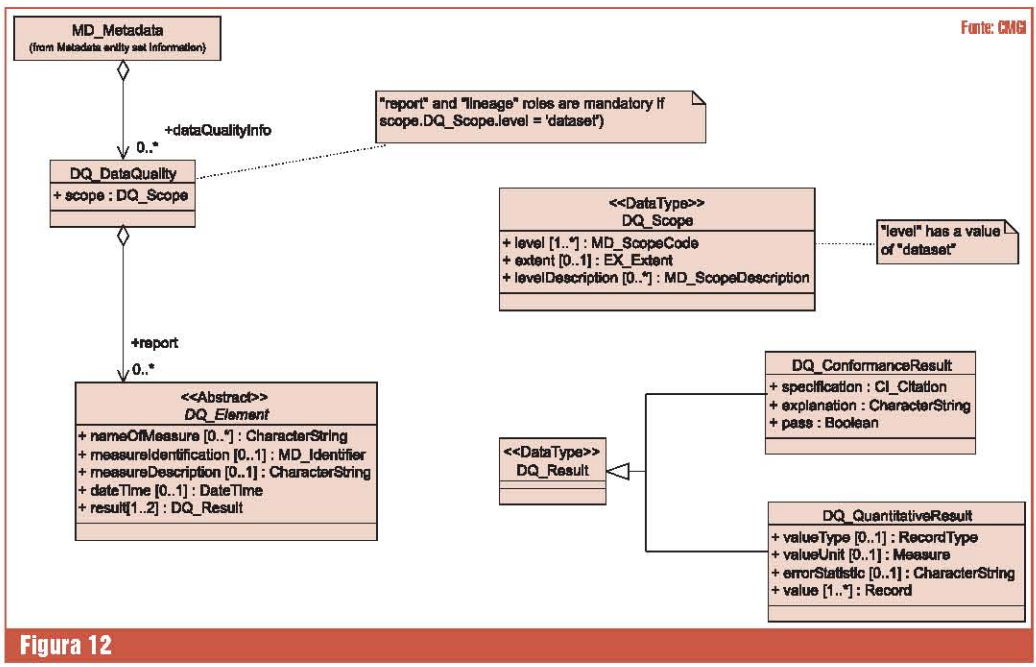 MD_Metadata
(from Metadata entity set information)
Fonte: CMGI
"report" and "lineage" roles are mandatory if
scope.DQ_Scope.level = 'dataset')
+dataQualityInfo
0..*
DQ_DataQuality
+ scope : DQ_Scope
<<DataType>>
DQ_Scope
+ level [1..*] : MD_ScopeCode
+ extent [0..1] : EX_Extent
+ levelDescription [0..*] : MD_ScopeDescription
"level" has a value
of "dataset"
+report
0..*
<<Abstract>>
DQ_Element
+ nameOfMeasure [0..*] : CharacterString
+ measureIdentification [0..1] : MD_Identifier
+ measureDescription [0..1] : CharacterString
+ dateTime [0..1] : DateTime
+ result[1..2] : DQ_Result
<<DataType>>
DQ_Result
DQ_ConformanceResult
+ specification : CI_Citation
+ explanation : CharacterString
+ pass : Boolean
DQ_QuantitativeResult
+ valueType [0..1] : RecordType
+ valueUnit [0..1] : Measure
+ errorStatistic [0..1] : CharacterString
+ value [1..*] : Record
Figura 12